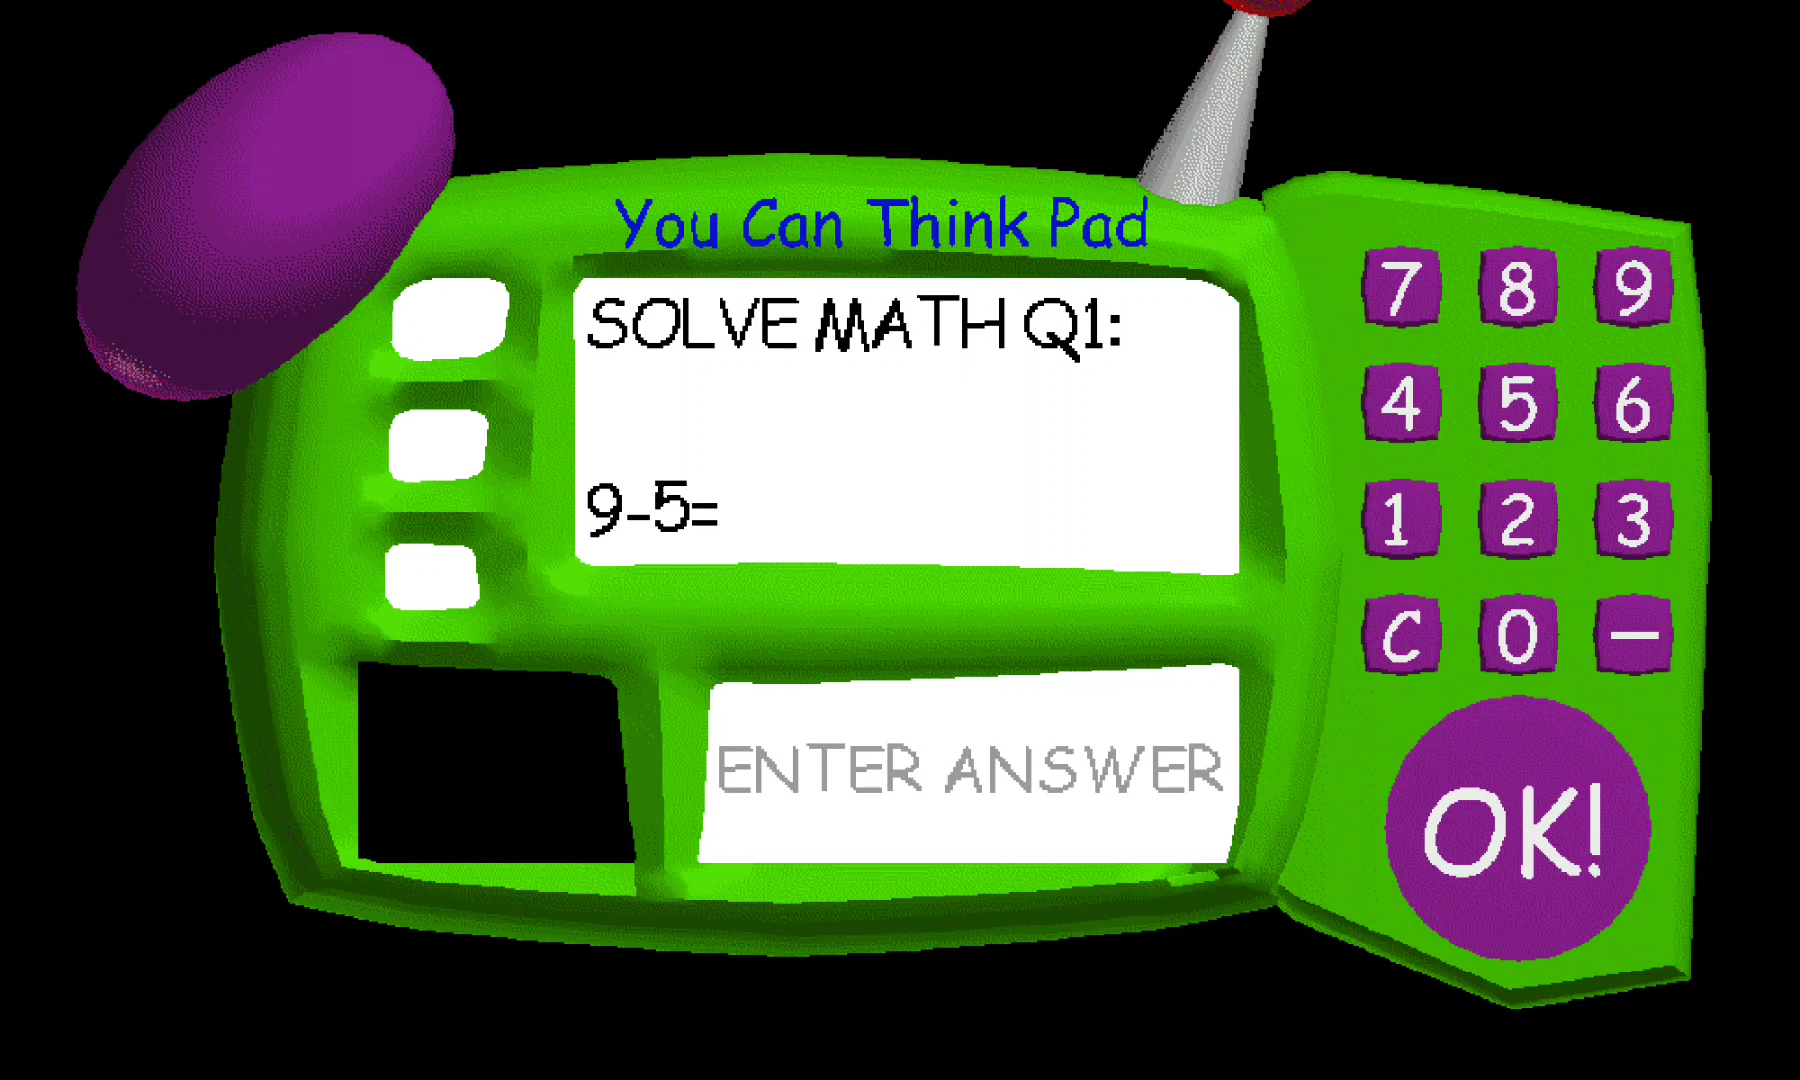 You Can Think Pad
SOLVE MATH Q1:
9-5=
7 8 9
4 5 6
1 2 3
C 0 —
ENTER ANSWER
OK!